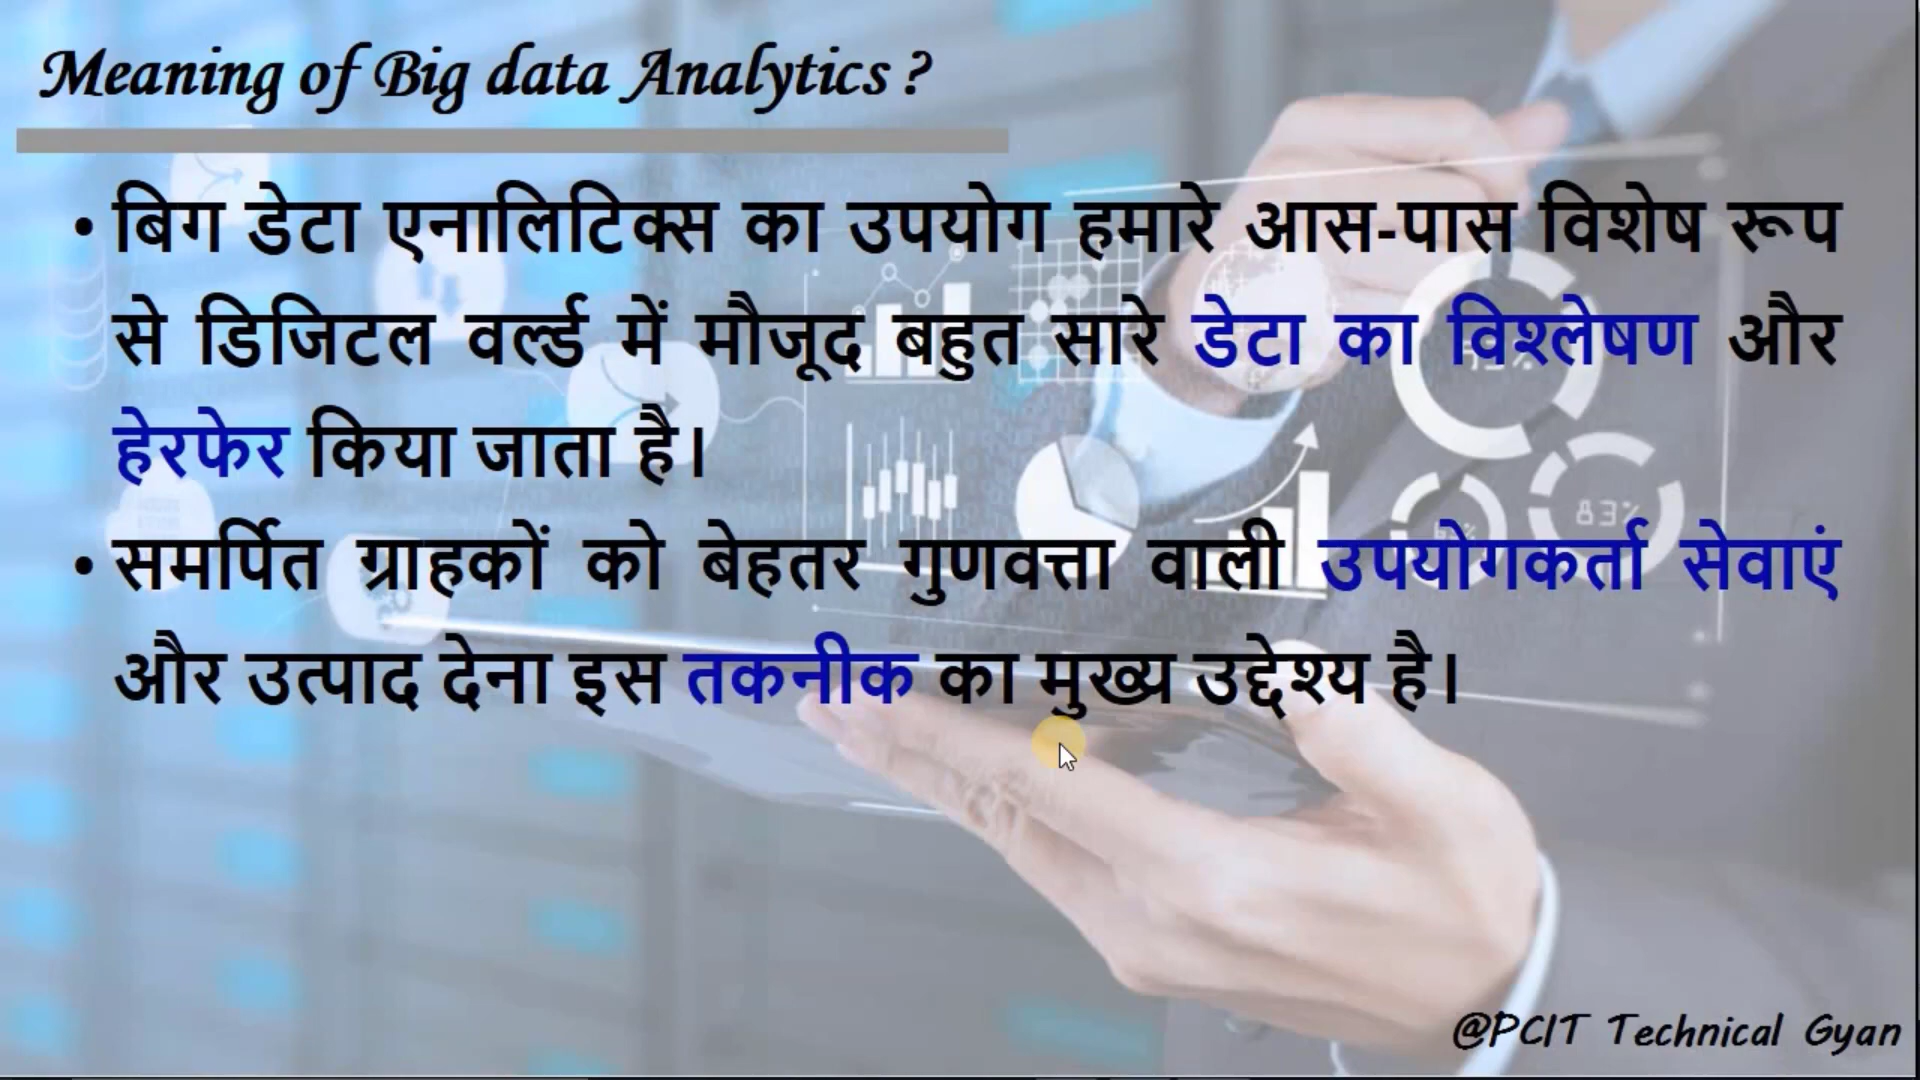 Meaning of Big data Analytics ?
• बिग डेटा एनालिटिक्स का उपयोग हमारे आस-पास विशेष रूप
से डिजिटल वर्ल्ड में मौजूद बहुत सारे डेटा का विश्लेषण और
हेरफेर किया जाता है।
• समर्पित ग्राहकों को बेहतर गुणवत्ता वाली उपयोगकर्ता सेवाएं
और उत्पाद देना इस तकनीक का मुख्य उद्देश्य है।
83%
@PCIT Technical Gyan